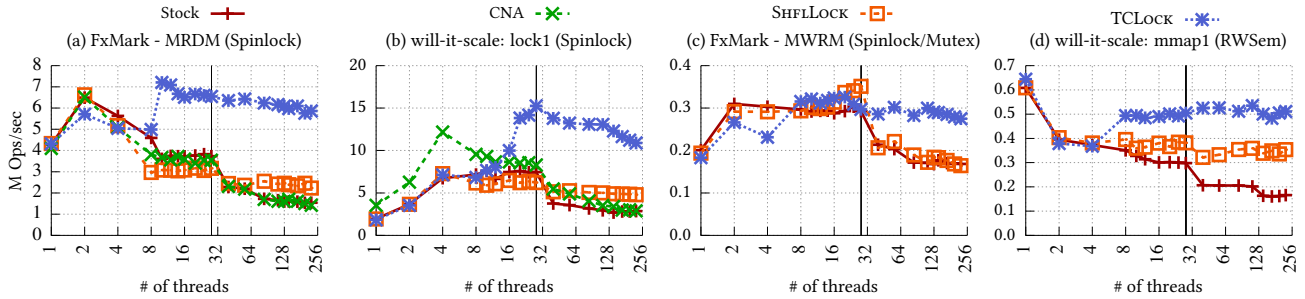 Stock CNA SHFLLOCK TCLOCK
(a) FxMark - MRDM (Spinlock) (b) will-it-scale: lock1 (Spinlock) (c) FxMark - MWRM (Spinlock/Mutex) (d) will-it-scale: mmap1 (RWSem)
M Ops/sec
8
7
6
5
4
3
2
1
0
1 2 4 8 16 32 64 128 256
# of threads
20
15
10
5
0
1 2 4 8 16 32 64 128 256
# of threads
0.4
0.3
0.2
0.1
0.0
1 2 4 8 16 32 64 128 256
# of threads
0.7
0.6
0.5
0.4
0.3
0.2
0.1
0.0
1 2 4 8 16 32 64 128 256
# of threads